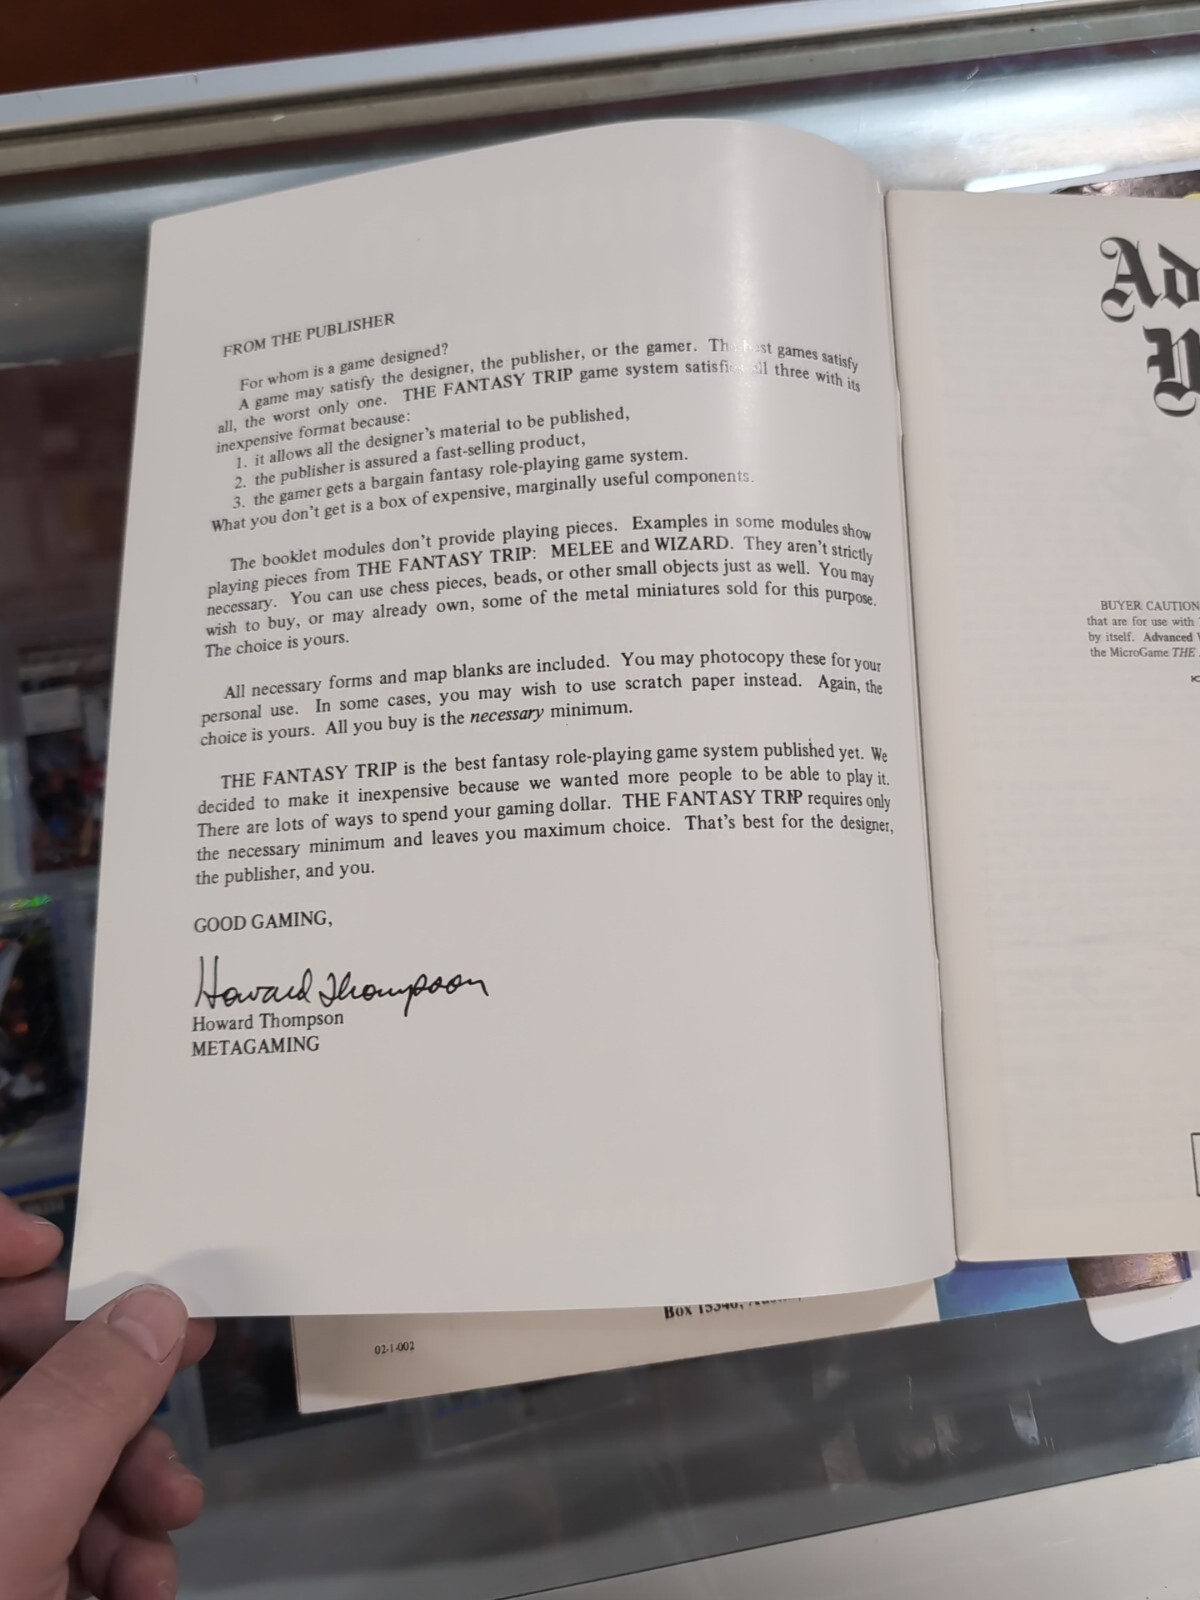 FROM THE PUBLISHER
For whom is a game designed?
A game may satisfy the designer, the publisher, or the gamer. The best games satisfy
all, the worst only one. THE FANTASY TRIP game system satisfies all three with its
inexpensive format because:
1. it allows all the designer's material to be published,
2. the publisher is assured a fast-selling product,
3. the gamer gets a bargain fantasy role-playing game system.
What you don't get is a box of expensive, marginally useful components.
The booklet modules don't provide playing pieces. Examples in some modules show
playing pieces from THE FANTASY TRIP: MELEE and WIZARD. They aren't strictly
necessary. You can use chess pieces, beads, or other small objects just as well. You may
wish to buy, or may already own, some of the metal miniatures sold for this purpose.
The choice is yours.
All necessary forms and map blanks are included. You may photocopy these for your
personal use. In some cases, you may wish to use scratch paper instead. Again, the
choice is yours. All you buy is the necessary minimum.
THE FANTASY TRIP is the best fantasy role-playing game system published yet. We
decided to make it inexpensive because we wanted more people to be able to play it.
There are lots of ways to spend your gaming dollar. THE FANTASY TRIP requires only
the necessary minimum and leaves you maximum choice. That's best for the designer,
the publisher, and you.
GOOD GAMING,
Howard Thompson
Howard Thompson
METAGAMING
Ad
BUYER CAUTION
that are for use with
by itself. Advanced
the MicroGame THE
Box
02-1-002